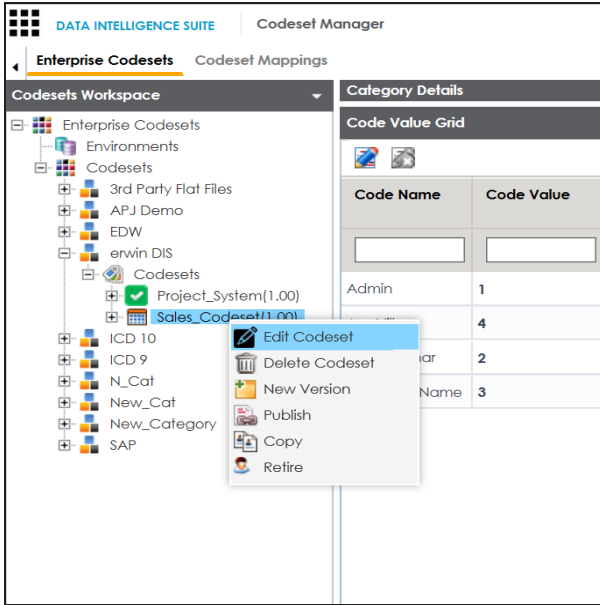 DATA INTELLIGENCE SUITE Codeset Manager
Enterprise Codesets Codeset Mappings
Codesets Workspace
Enterprise Codesets
Environments
Codesets
3rd Party Flat Files
APJ Demo
EDW
erwin DIS
Codesets
Project_System(1.00)
Sales_Codeset(1.00)
ICD 10
ICD 9
N_Cat
New_Cat
New_Category
SAP
Edit Codeset
Delete Codeset
New Version
Publish
Copy
Retire
Category Details
Code Value Grid
Code Name Code Value
Admin 1
4
2
Name 3